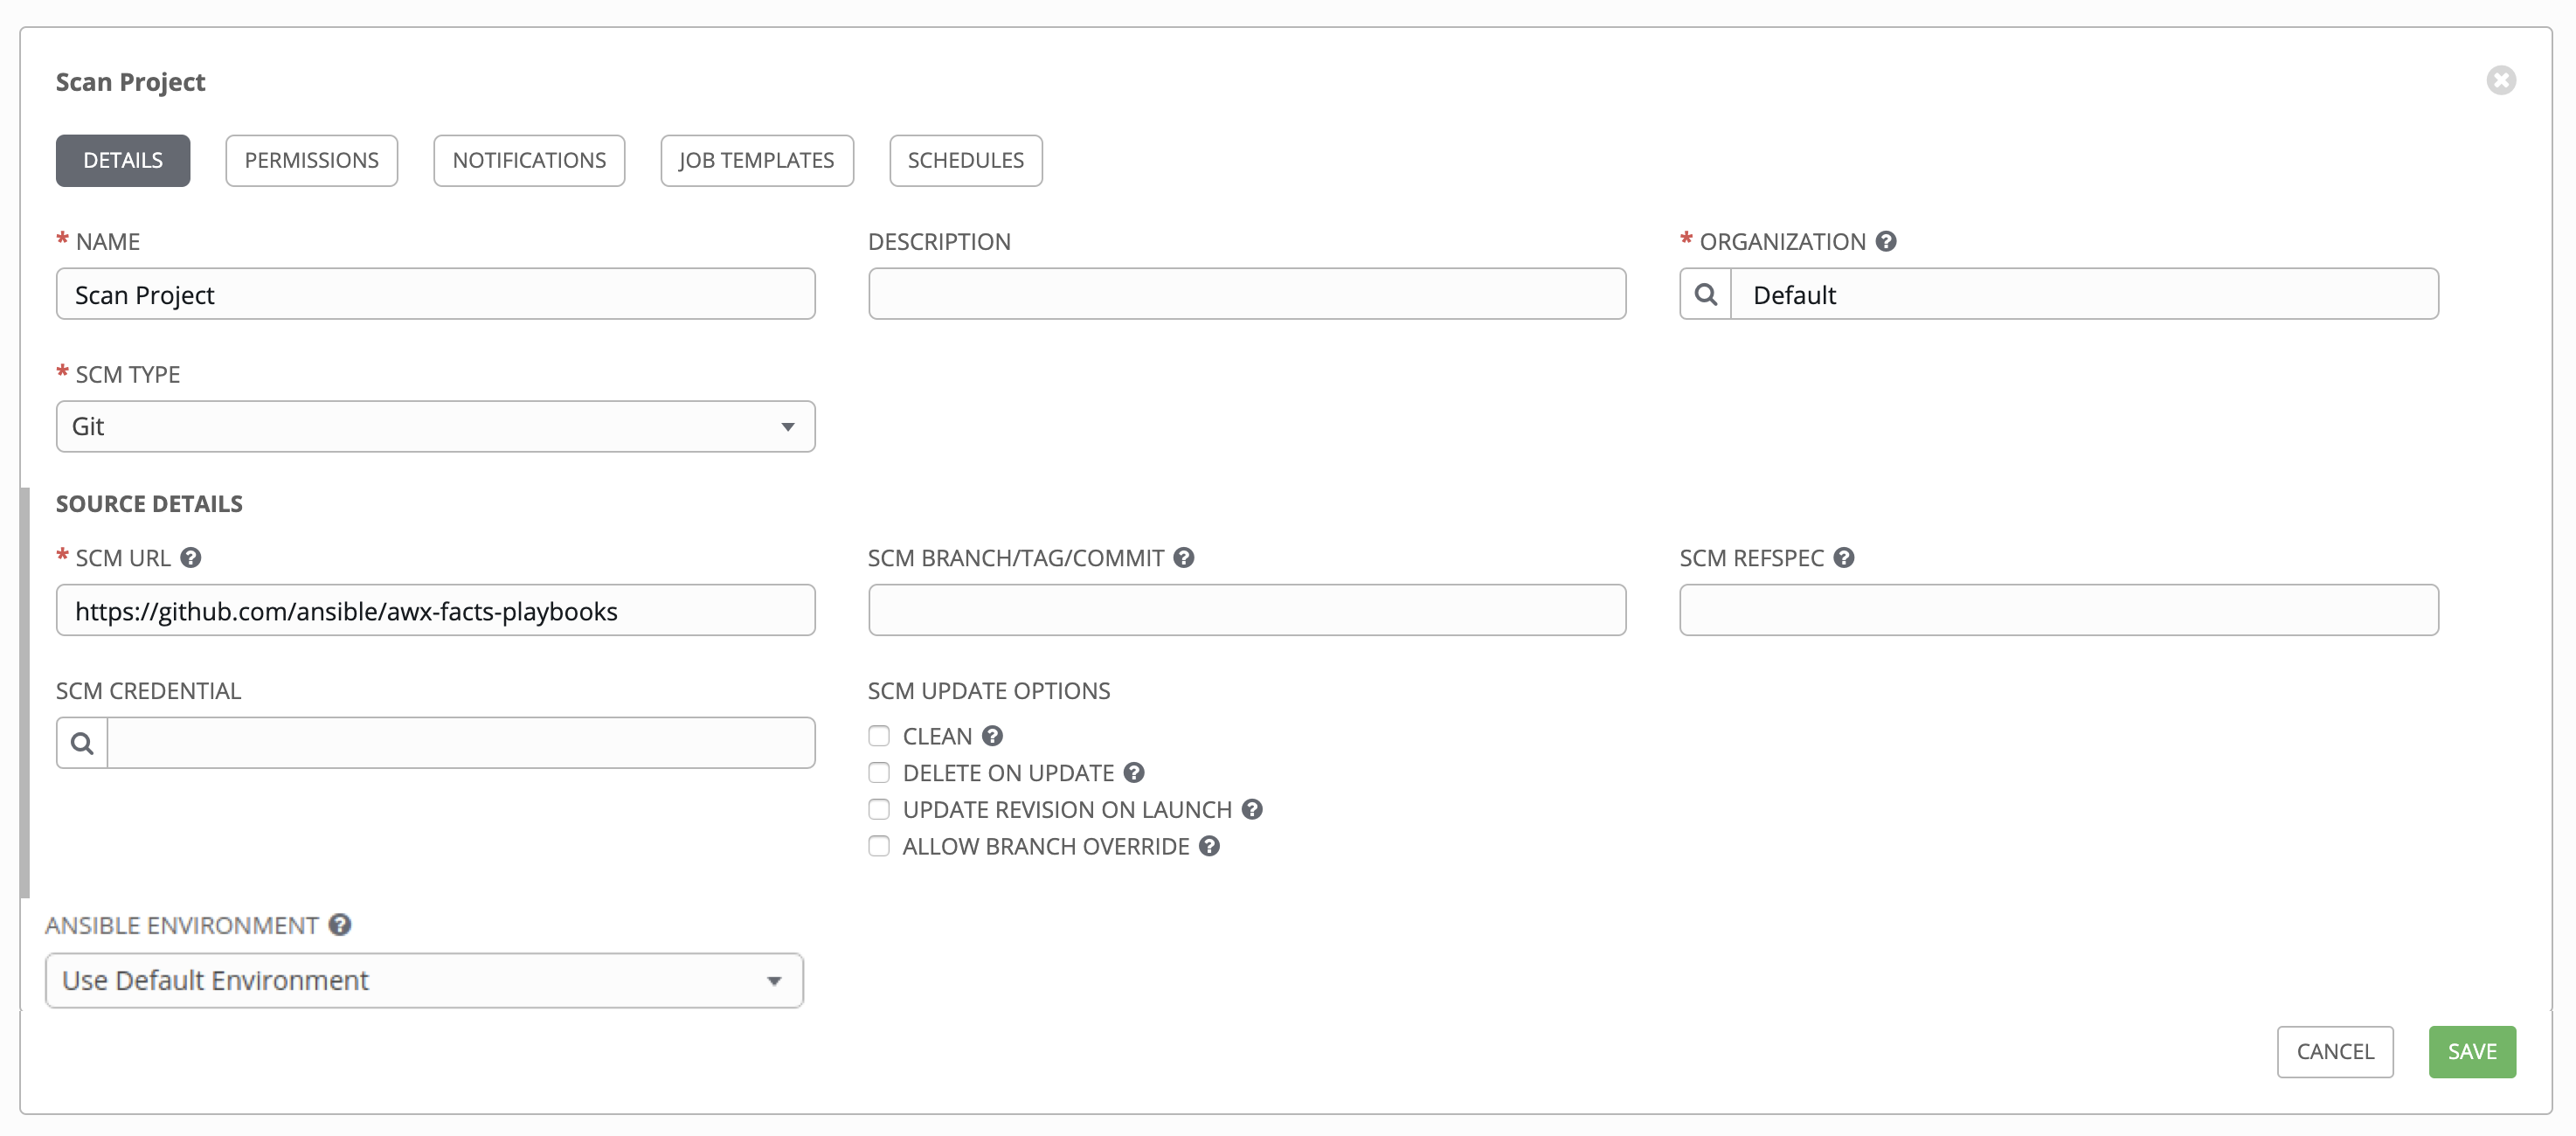 Scan Project
DETAILS PERMISSIONS NOTIFICATIONS JOB TEMPLATES SCHEDULES
* NAME DESCRIPTION * ORGANIZATION ?
Scan Project Default
* SCM TYPE
Git
SOURCE DETAILS
* SCM URL ? SCM BRANCH/TAG/COMMIT ? SCM REFSPEC ?
https://github.com/ansible/awx-facts-playbooks
SCM CREDENTIAL SCM UPDATE OPTIONS
CLEAN ?
DELETE ON UPDATE ?
UPDATE REVISION ON LAUNCH ?
ALLOW BRANCH OVERRIDE ?
ANSIBLE ENVIRONMENT ?
Use Default Environment
CANCEL SAVE